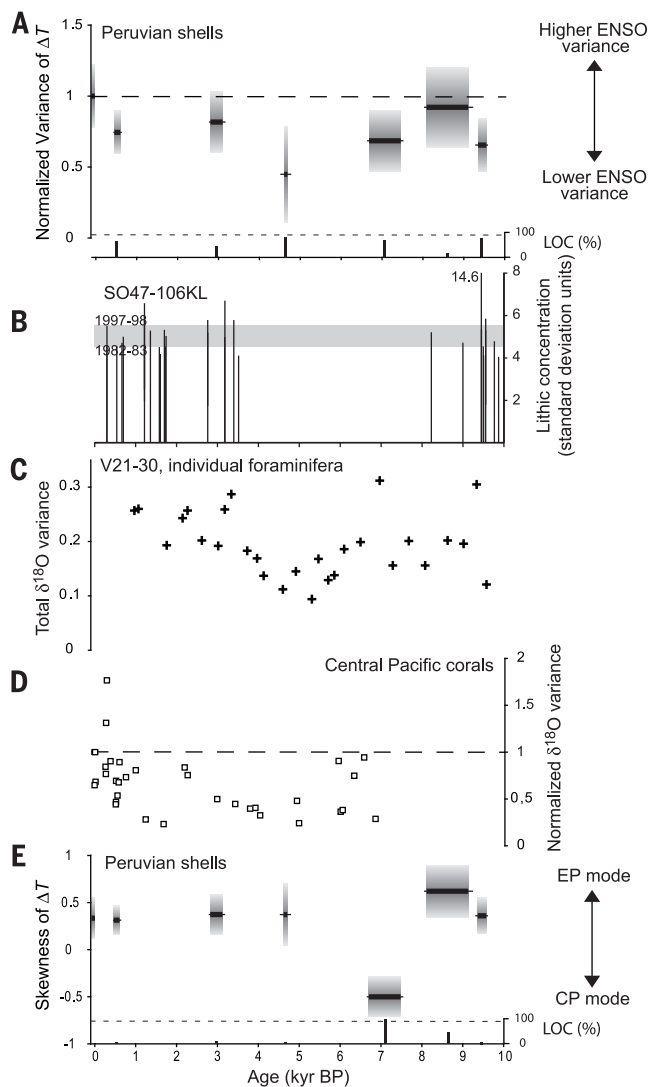 A
Peruvian shells
Normalized Variance of ΔT
1.5
1
0.5
0
Higher ENSO
variance
Lower ENSO
variance
100
0
LOC (%)
B
SO47-106KL
1997-98
1982-83
14.6
8
6
4
2
Lithic concentration
(standard deviation units)
C
V21-30, individual foraminifera
Total δ18O variance
0.3
0.2
0.1
0
D
Central Pacific corals
2
1.5
1
0.5
0
Normalized δ18O variance
E
Peruvian shells
Skewness of ΔT
1
0.5
0
-0.5
-1
EP mode
CP mode
100
0
LOC (%)
0 1 2 3 4 5 6 7 8 9 10
Age (kyr BP)